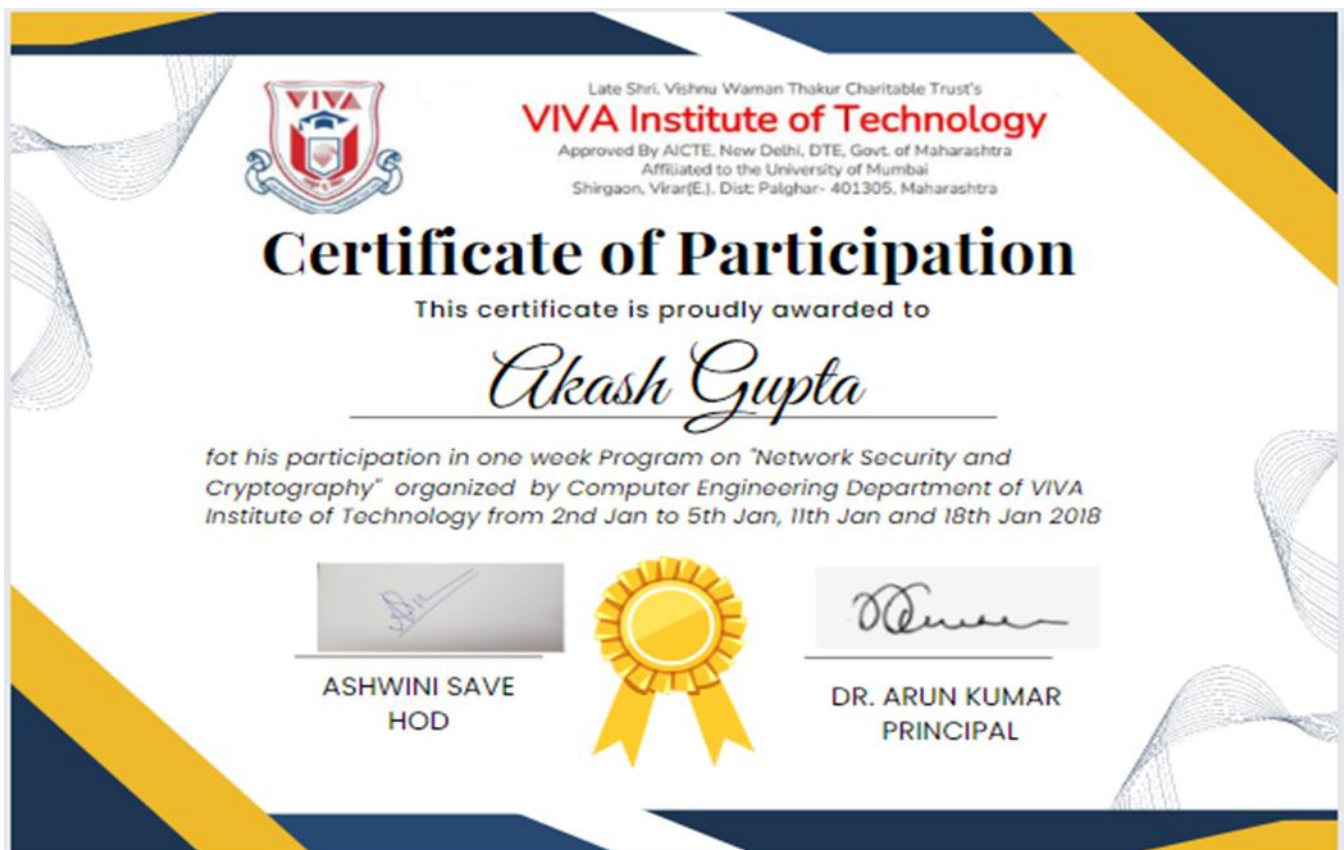 VIVA
Late Shri. Vishnu Waman Thakur Charitable Trust's
VIVA Institute of Technology
Approved By AICTE, New Delhi, DTE, Govt. of Maharashtra
Affiliated to the University of Mumbai
Shirgaon, Virar(E.), Dist: Palghar- 401305, Maharashtra
Certificate of Participation
This certificate is proudly awarded to
Akash Gupta
fot his participation in one week Program on "Network Security and
Cryptography" organized by Computer Engineering Department of VIVA
Institute of Technology from 2nd Jan to 5th Jan, 11th Jan and 18th Jan 2018
ASHWINI SAVE
HOD
DR. ARUN KUMAR
PRINCIPAL